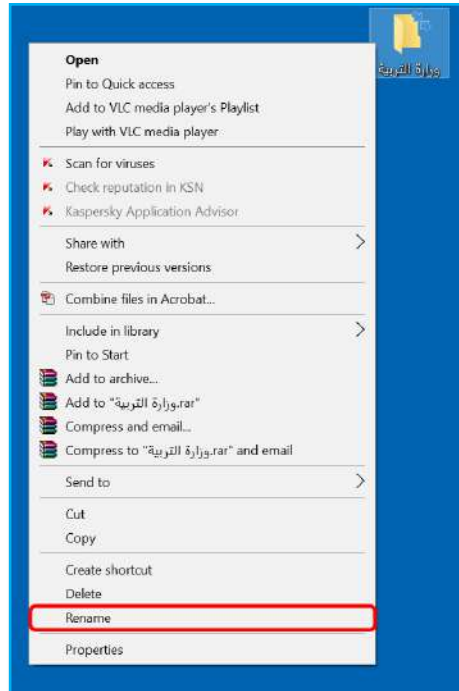 وزارة التربية
Open
Pin to Quick access
Add to VLC media player's Playlist
Play with VLC media player
Scan for viruses
Check reputation in KSN
Kaspersky Application Advisor
Share with
Restore previous versions
Combine files in Acrobat...
Include in library
Pin to Start
Add to archive...
Add to "وزارة التربية.rar"
Compress and email...
Compress to "وزارة التربية.rar" and email
Send to
Cut
Copy
Create shortcut
Delete
Rename
Properties